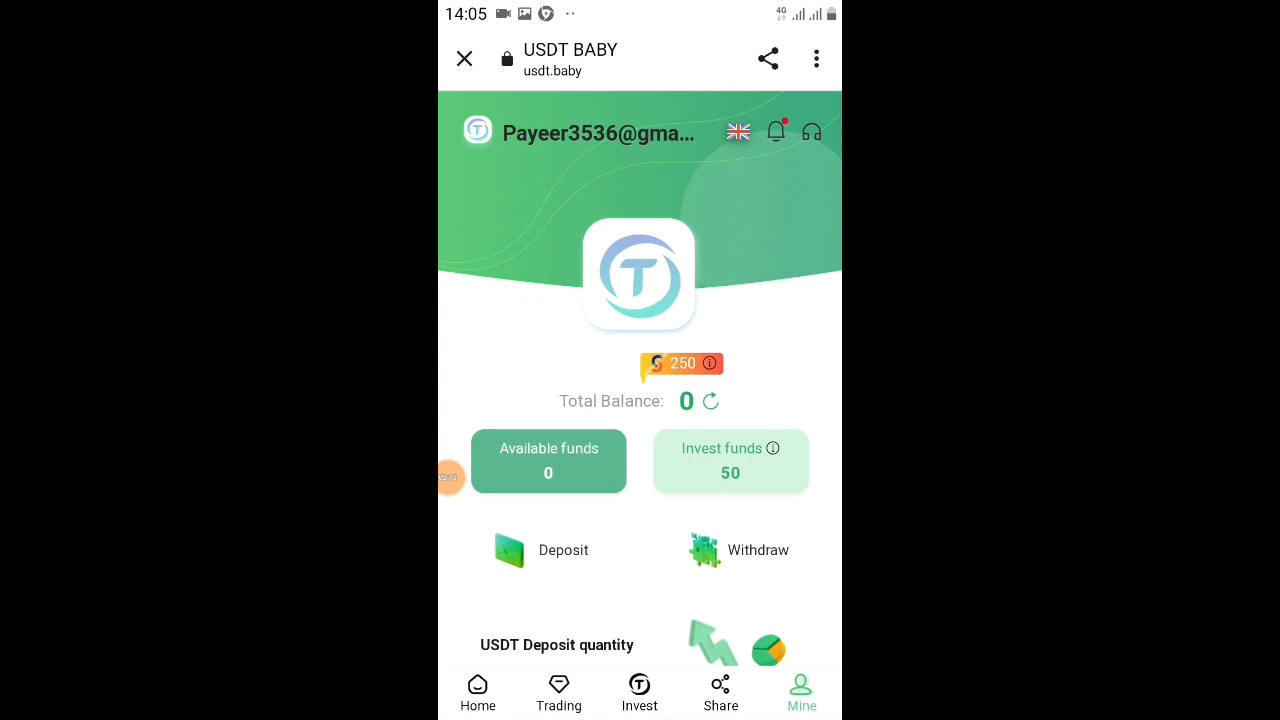 14:05
4G
USDT BABY
usdt.baby
Payeer3536@gma...
T
250
Total Balance: 0
Available funds
0
Invest funds
50
Deposit
Withdraw
USDT Deposit quantity
Home
Trading
Invest
Share
Mine